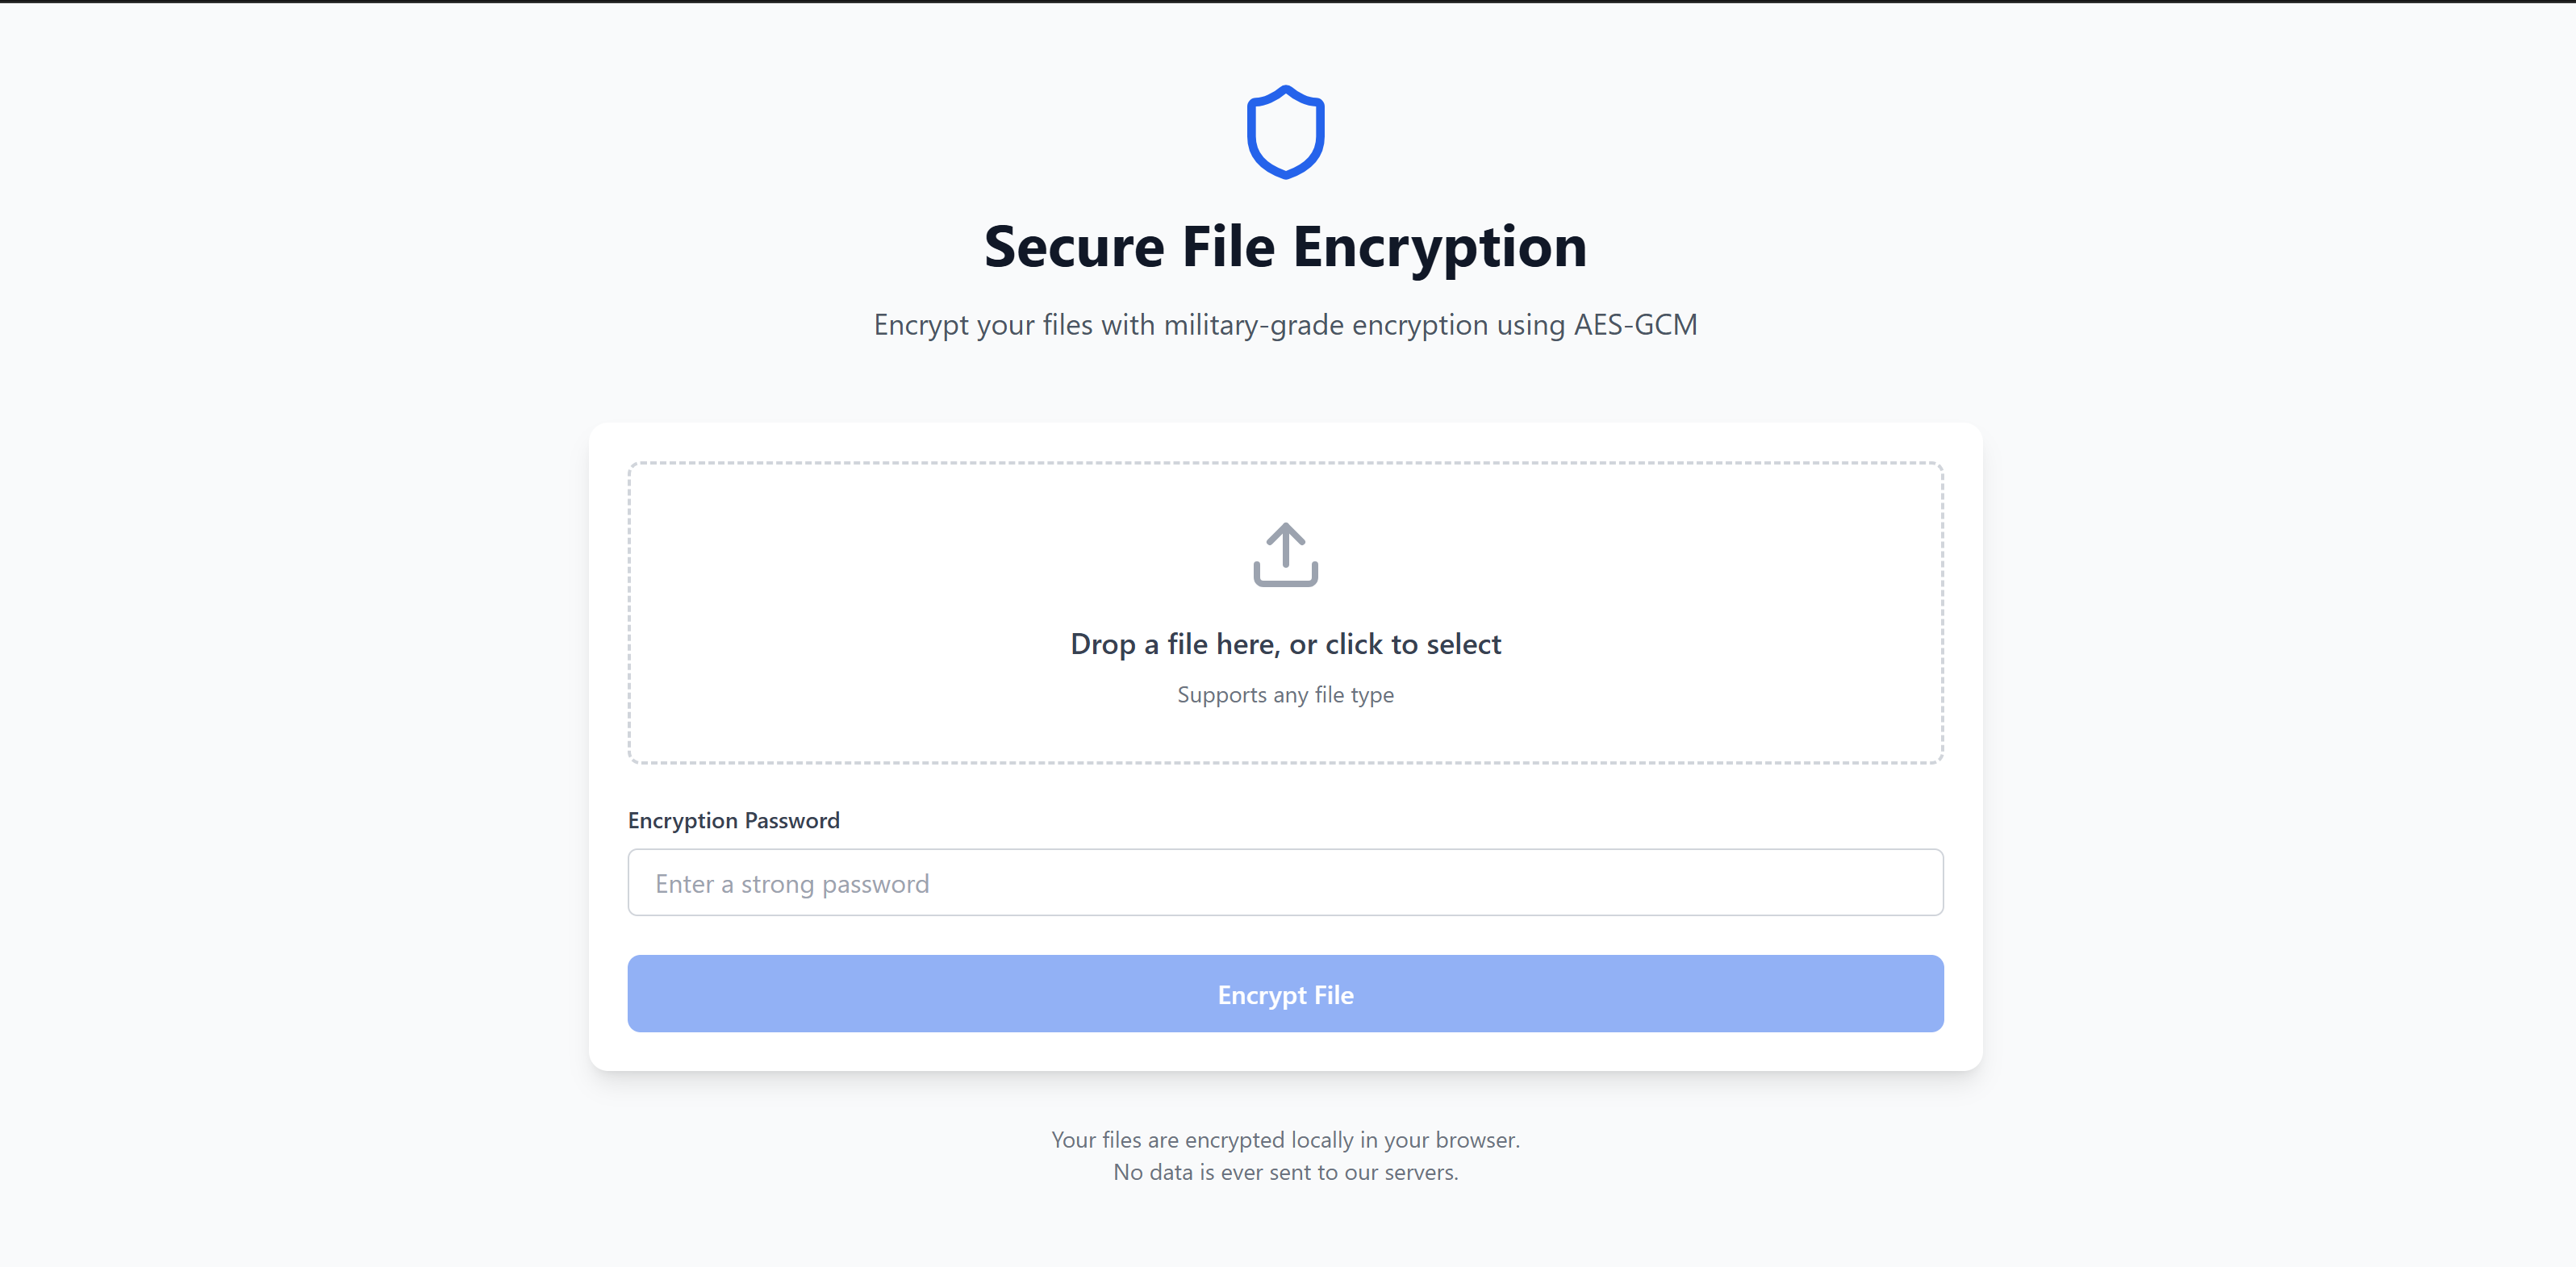 Secure File Encryption
Encrypt your files with military-grade encryption using AES-GCM
Drop a file here, or click to select
Supports any file type
Encryption Password
Enter a strong password
Encrypt File
Your files are encrypted locally in your browser.
No data is ever sent to our servers.